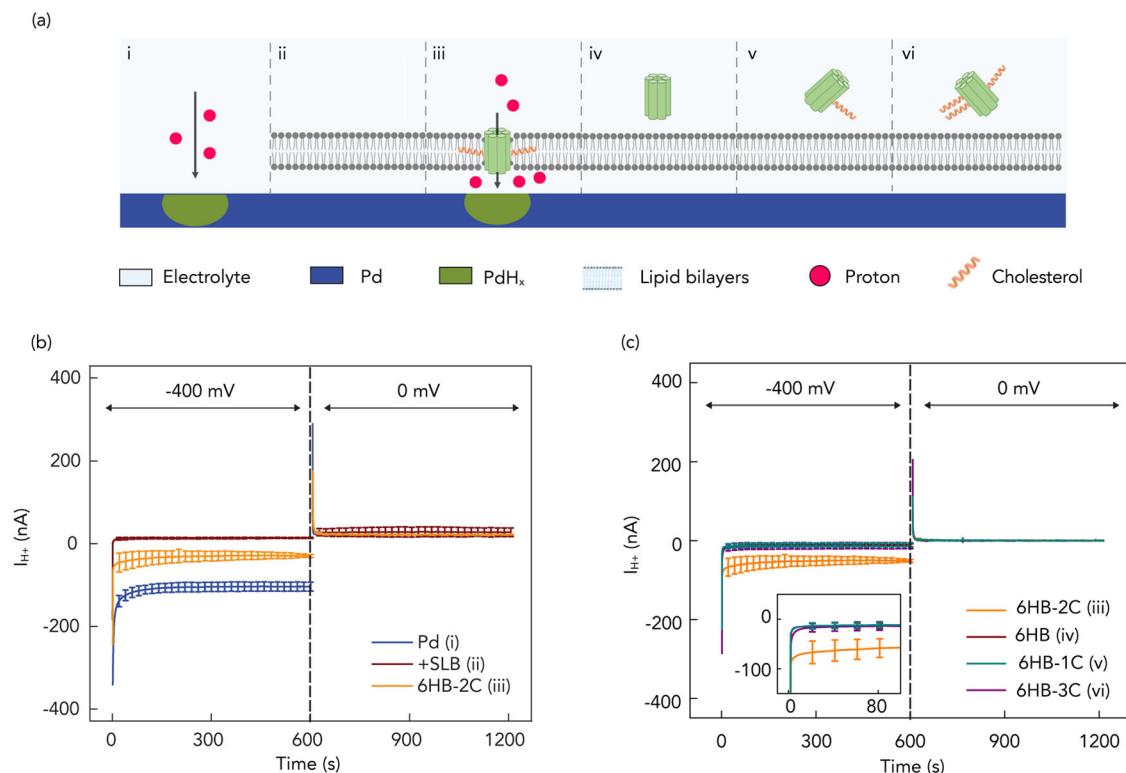 (a)
i ii iii iv v vi
Electrolyte Pd PdHₓ Lipid bilayers Proton Cholesterol
(b)
400
200
0
-200
-400
I_H+ (nA)
-400 mV 0 mV
Pd (i)
+SLB (ii)
6HB-2C (iii)
0 300 600 900 1200
Time (s)
(c)
400
200
0
-200
-400
I_H+ (nA)
-400 mV 0 mV
0
-100
0 80
6HB-2C (iii)
6HB (iv)
6HB-1C (v)
6HB-3C (vi)
0 300 600 900 1200
Time (s)